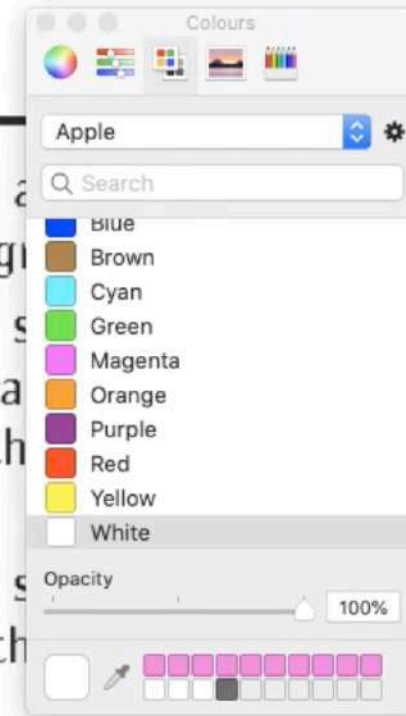 Colours
Apple
Search
Blue
Brown
Cyan
Green
Magenta
Orange
Purple
Red
Yellow
White
Opacity
100%